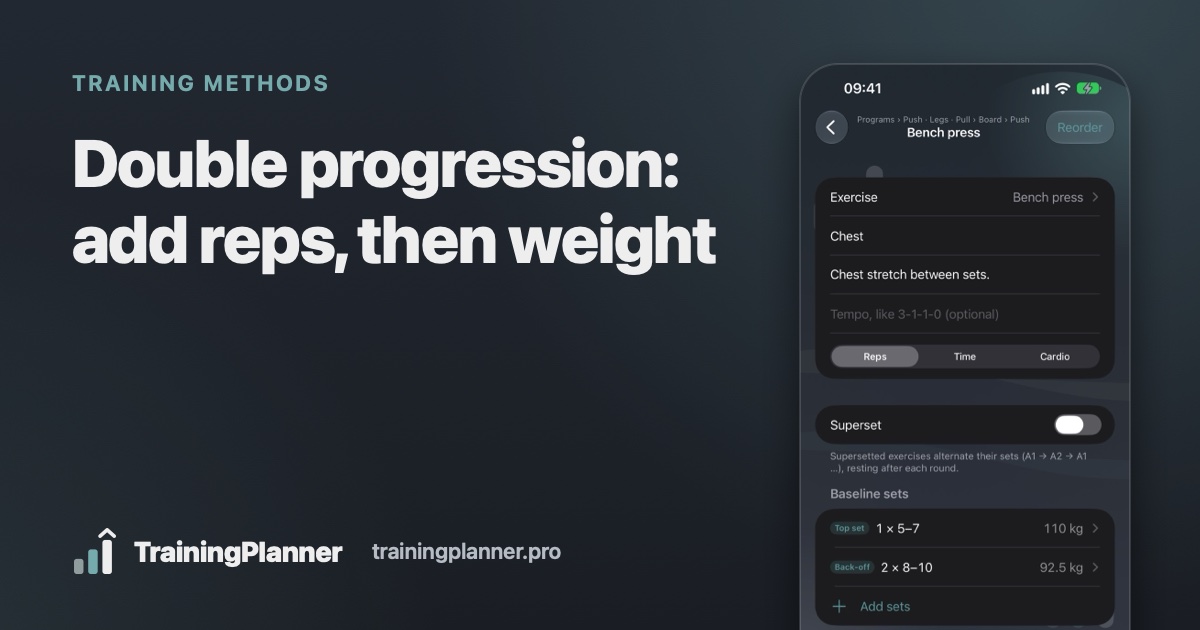 TRAINING METHODS
Double progression:
add reps, then weight
TrainingPlanner
trainingplanner.pro
09:41
Programs › Push · Legs · Pull › Board › Push
Bench press
Reorder
Exercise
Bench press
Chest
Chest stretch between sets.
Tempo, like 3-1-1-0 (optional)
Reps
Time
Cardio
Superset
Supersetted exercises alternate their sets (A1 → A2 → A1
...), resting after each round.
Baseline sets
Top set 1 × 5–7 110 kg
Back-off 2 × 8–10 92.5 kg
+ Add sets